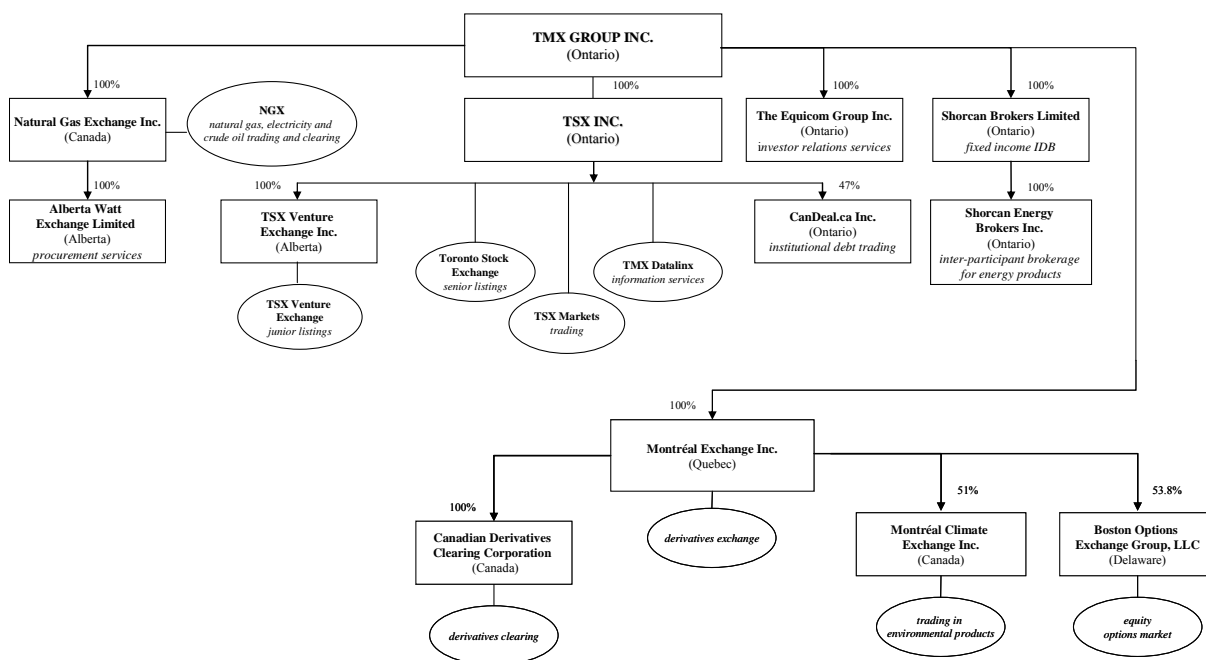 TMX GROUP INC.
(Ontario)
100%
100%
100%
100%
Natural Gas Exchange Inc.
(Canada)
NGX
natural gas, electricity and
crude oil trading and clearing
TSX INC.
(Ontario)
The Equicom Group Inc.
(Ontario)
investor relations services
Shorcan Brokers Limited
(Ontario)
fixed income IDB
100%
100%
47%
100%
Alberta Watt
Exchange Limited
(Alberta)
procurement services
TSX Venture
Exchange Inc.
(Alberta)
CanDeal.ca Inc.
(Ontario)
institutional debt trading
Shorcan Energy
Brokers Inc.
(Ontario)
inter-participant brokerage
for energy products
Toronto Stock
Exchange
senior listings
TMX Datalinx
information services
TSX Venture
Exchange
junior listings
TSX Markets
trading
100%
Montréal Exchange Inc.
(Quebec)
100%
51%
53.8%
Canadian Derivatives
Clearing Corporation
(Canada)
derivatives exchange
Montréal Climate
Exchange Inc.
(Canada)
Boston Options
Exchange Group, LLC
(Delaware)
derivatives clearing
trading in
environmental products
equity
options market